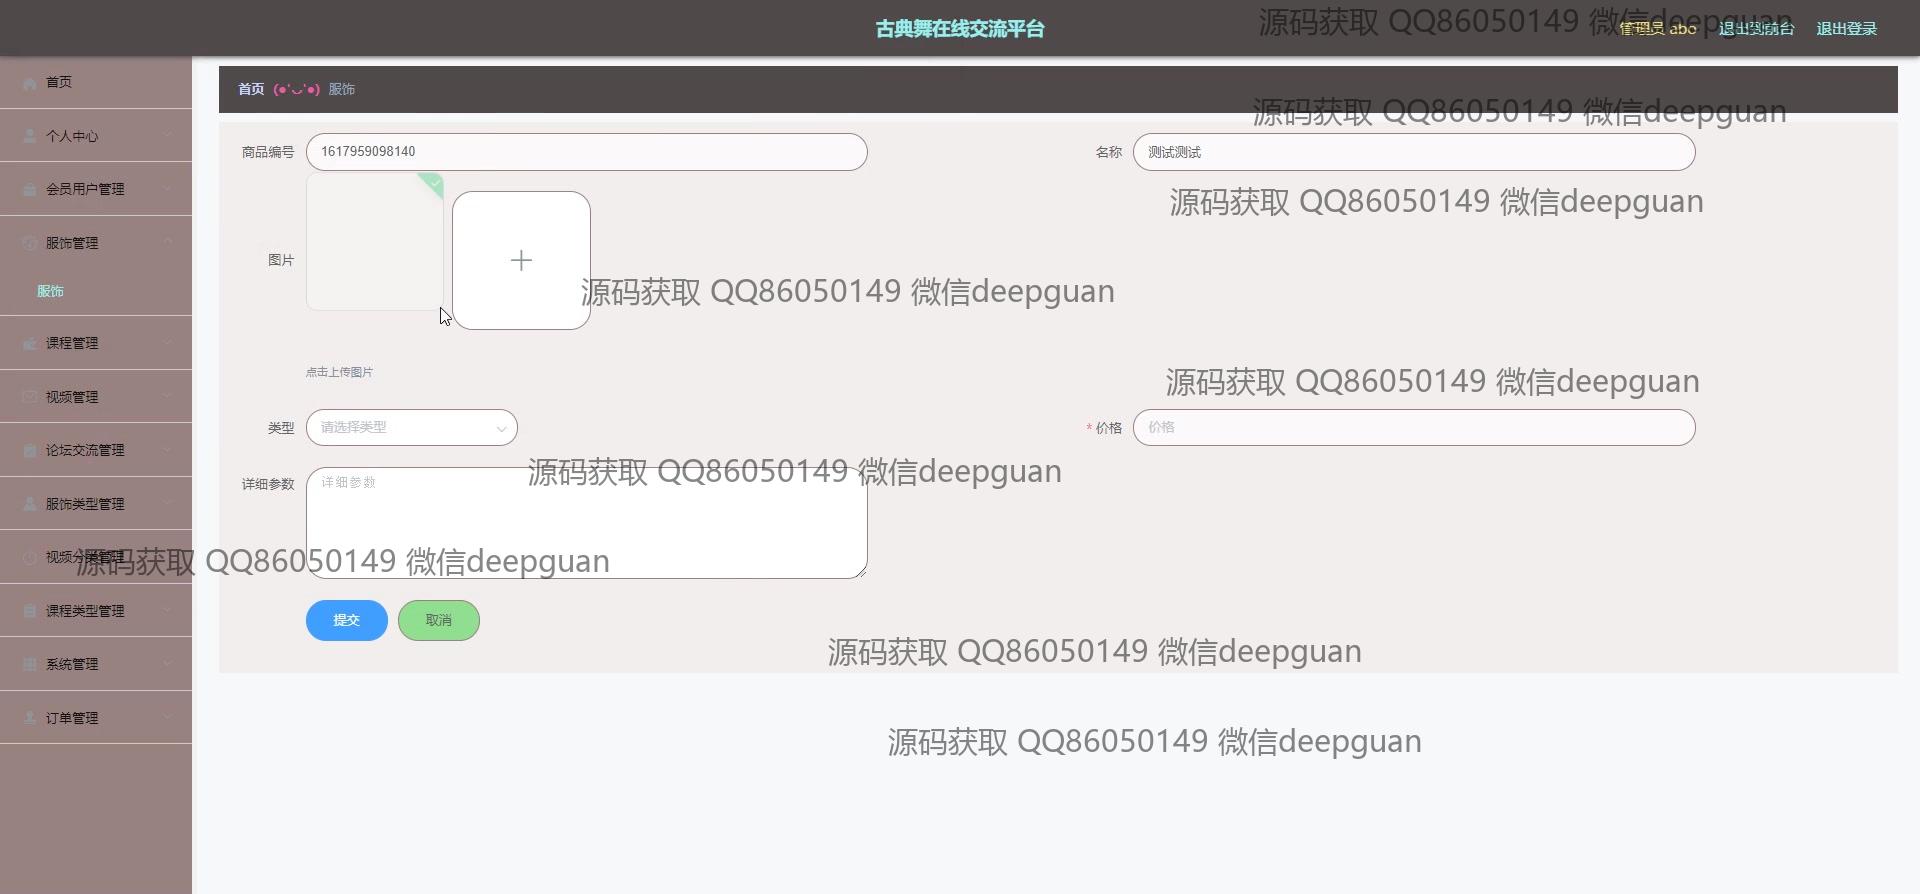 古典舞在线交流平台
源码获取 QQ86050149 微信deepguan
管理员 abo 退出到前台 退出登录
首页
首页 (●'◡'●) 服饰
源码获取 QQ86050149 微信deepguan
个人中心
商品编号 1617959098140 名称 测试测试
会员用户管理
源码获取 QQ86050149 微信deepguan
服饰管理
图片
服饰
源码获取 QQ86050149 微信deepguan
课程管理
点击上传图片
源码获取 QQ86050149 微信deepguan
视频管理
类型 请选择类型 * 价格 价格
论坛交流管理
源码获取 QQ86050149 微信deepguan
详细参数 详细参数
服饰类型管理
视频分类管理
源码获取 QQ86050149 微信deepguan
课程类型管理
提交 取消
源码获取 QQ86050149 微信deepguan
系统管理
订单管理
源码获取 QQ86050149 微信deepguan